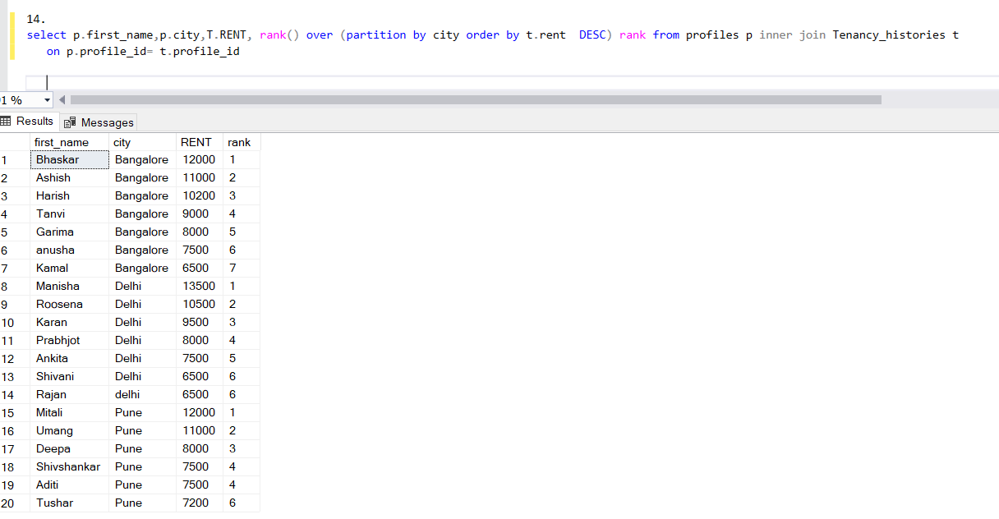 14.
select p.first_name,p.city,T.RENT, rank() over (partition by city order by t.rent  DESC) rank from profiles p inner join Tenancy_histories t
on p.profile_id= t.profile_id
1 %
Results Messages
first_name city RENT rank
1 Bhaskar Bangalore 12000 1
2 Ashish Bangalore 11000 2
3 Harish Bangalore 10200 3
4 Tanvi Bangalore 9000 4
5 Garima Bangalore 8000 5
6 anusha Bangalore 7500 6
7 Kamal Bangalore 6500 7
8 Manisha Delhi 13500 1
9 Roosena Delhi 10500 2
10 Karan Delhi 9500 3
11 Prabhjot Delhi 8000 4
12 Ankita Delhi 7500 5
13 Shivani Delhi 6500 6
14 Rajan delhi 6500 6
15 Mitali Pune 12000 1
16 Umang Pune 11000 2
17 Deepa Pune 8000 3
18 Shivshankar Pune 7500 4
19 Aditi Pune 7500 4
20 Tushar Pune 7200 6